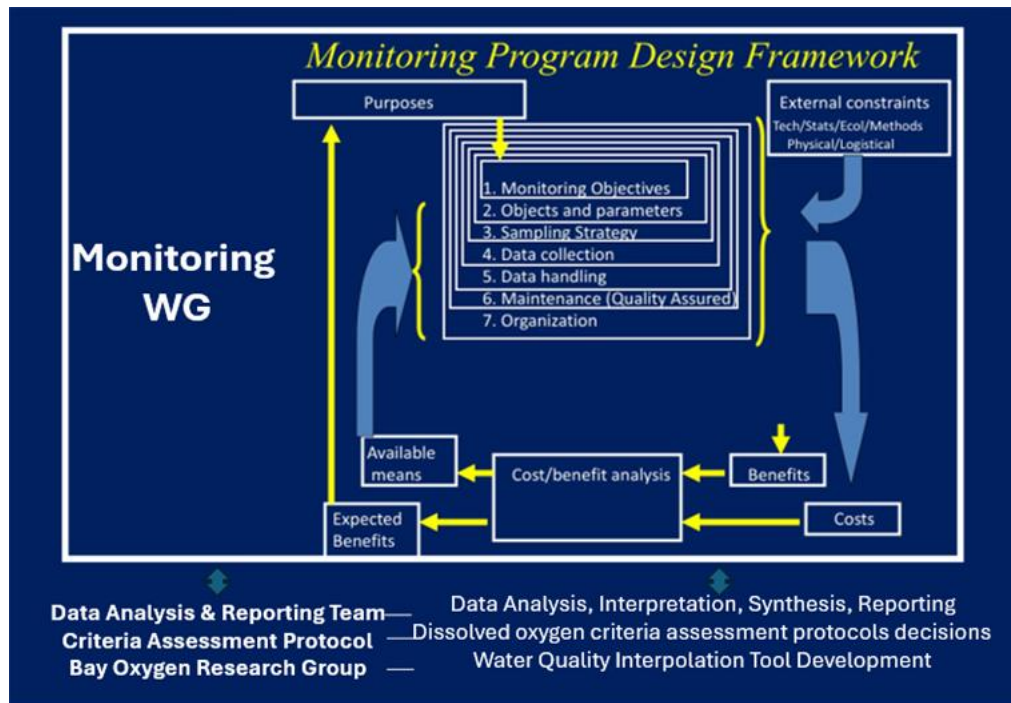 Monitoring Program Design Framework
Purposes
External constraints
Tech/Stats/Ecol/Methods
Physical/Logistical
1. Monitoring Objectives
2. Objects and parameters
3. Sampling Strategy
4. Data collection
5. Data handling
6. Maintenance (Quality Assured)
7. Organization
Monitoring
WG
Available
means
Cost/benefit analysis
Benefits
Expected
Benefits
Costs
Data Analysis & Reporting Team
Data Analysis, Interpretation, Synthesis, Reporting
Criteria Assessment Protocol
Dissolved oxygen criteria assessment protocols decisions
Bay Oxygen Research Group
Water Quality Interpolation Tool Development